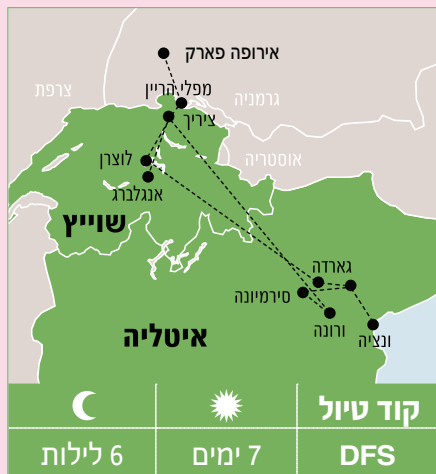 אירופה פארק
צרפת
גרמניה
מפלי הריין
ציריך
אוסטריה
לוצרן
אנגלברג
שוייץ
גארדה
סירמיונה
ורונה
ונציה
איטליה
קוד טיול
7 ימים
6 לילות
DFS